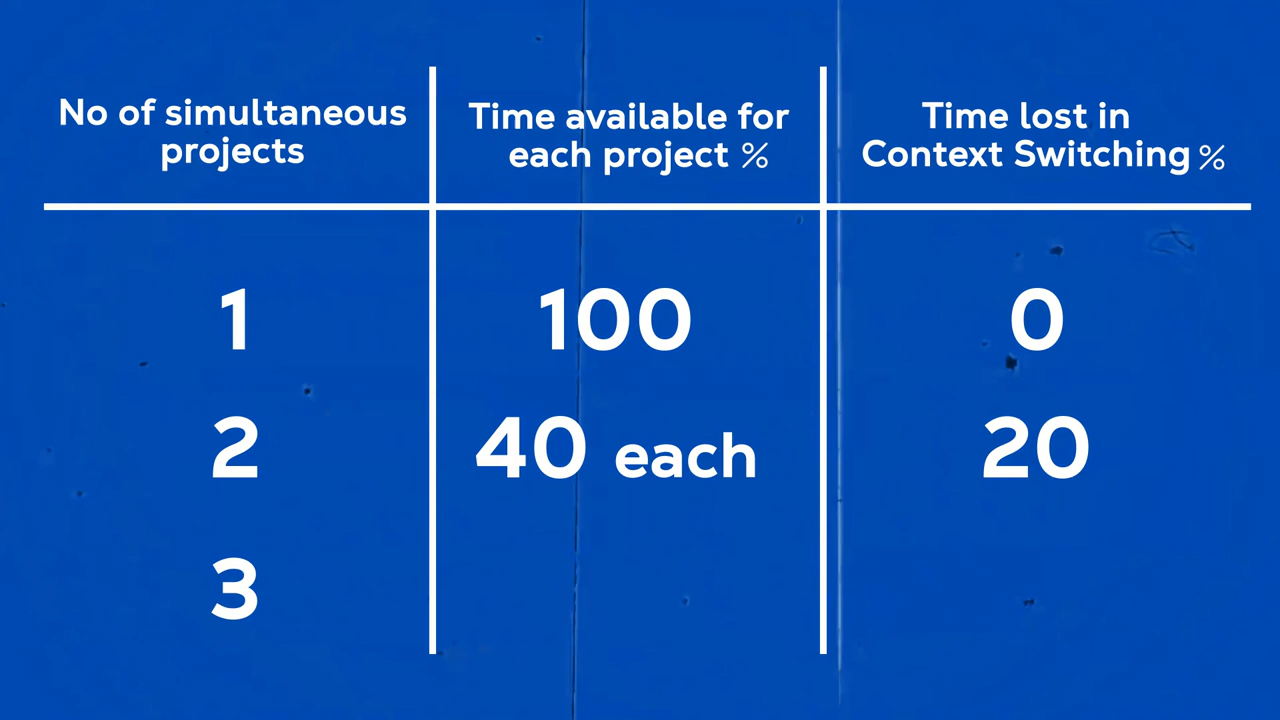 No of simultaneous
projects
Time available for
each project %
Time lost in
Context Switching %
1
100
0
2
40 each
20
3